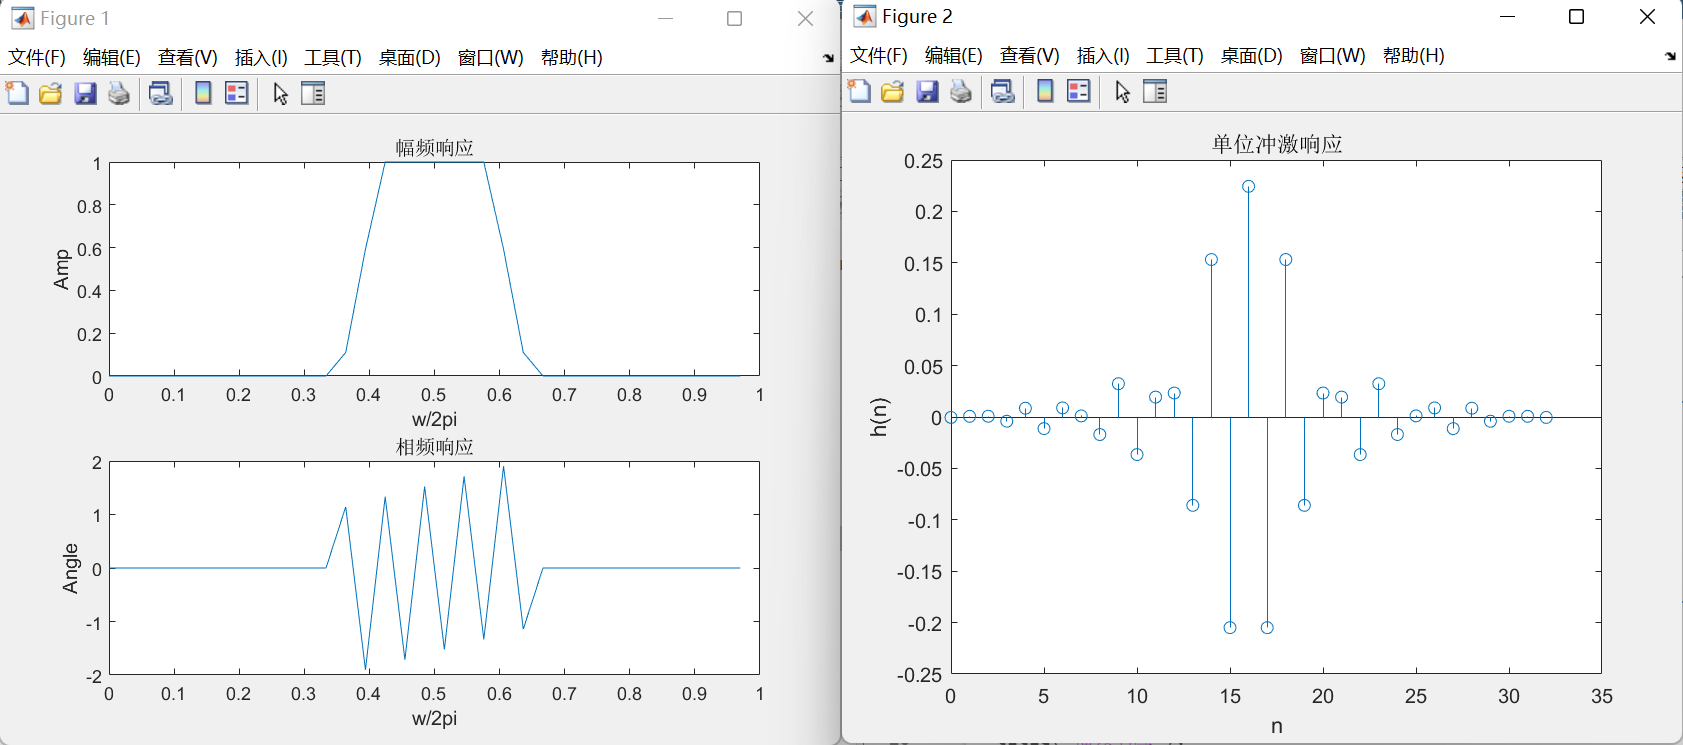 Figure 1
文件(F) 编辑(E) 查看(V) 插入(I) 工具(T) 桌面(D) 窗口(W) 帮助(H)
幅频响应
1
0.8
0.6
0.4
0.2
0
Amp
0 0.1 0.2 0.3 0.4 0.5 0.6 0.7 0.8 0.9 1
w/2pi
相频响应
2
1
0
-1
-2
Angle
0 0.1 0.2 0.3 0.4 0.5 0.6 0.7 0.8 0.9 1
w/2pi
Figure 2
文件(F) 编辑(E) 查看(V) 插入(I) 工具(T) 桌面(D) 窗口(W) 帮助(H)
单位冲激响应
0.25
0.2
0.15
0.1
0.05
0
-0.05
-0.1
-0.15
-0.2
-0.25
h(n)
0 5 10 15 20 25 30 35
n